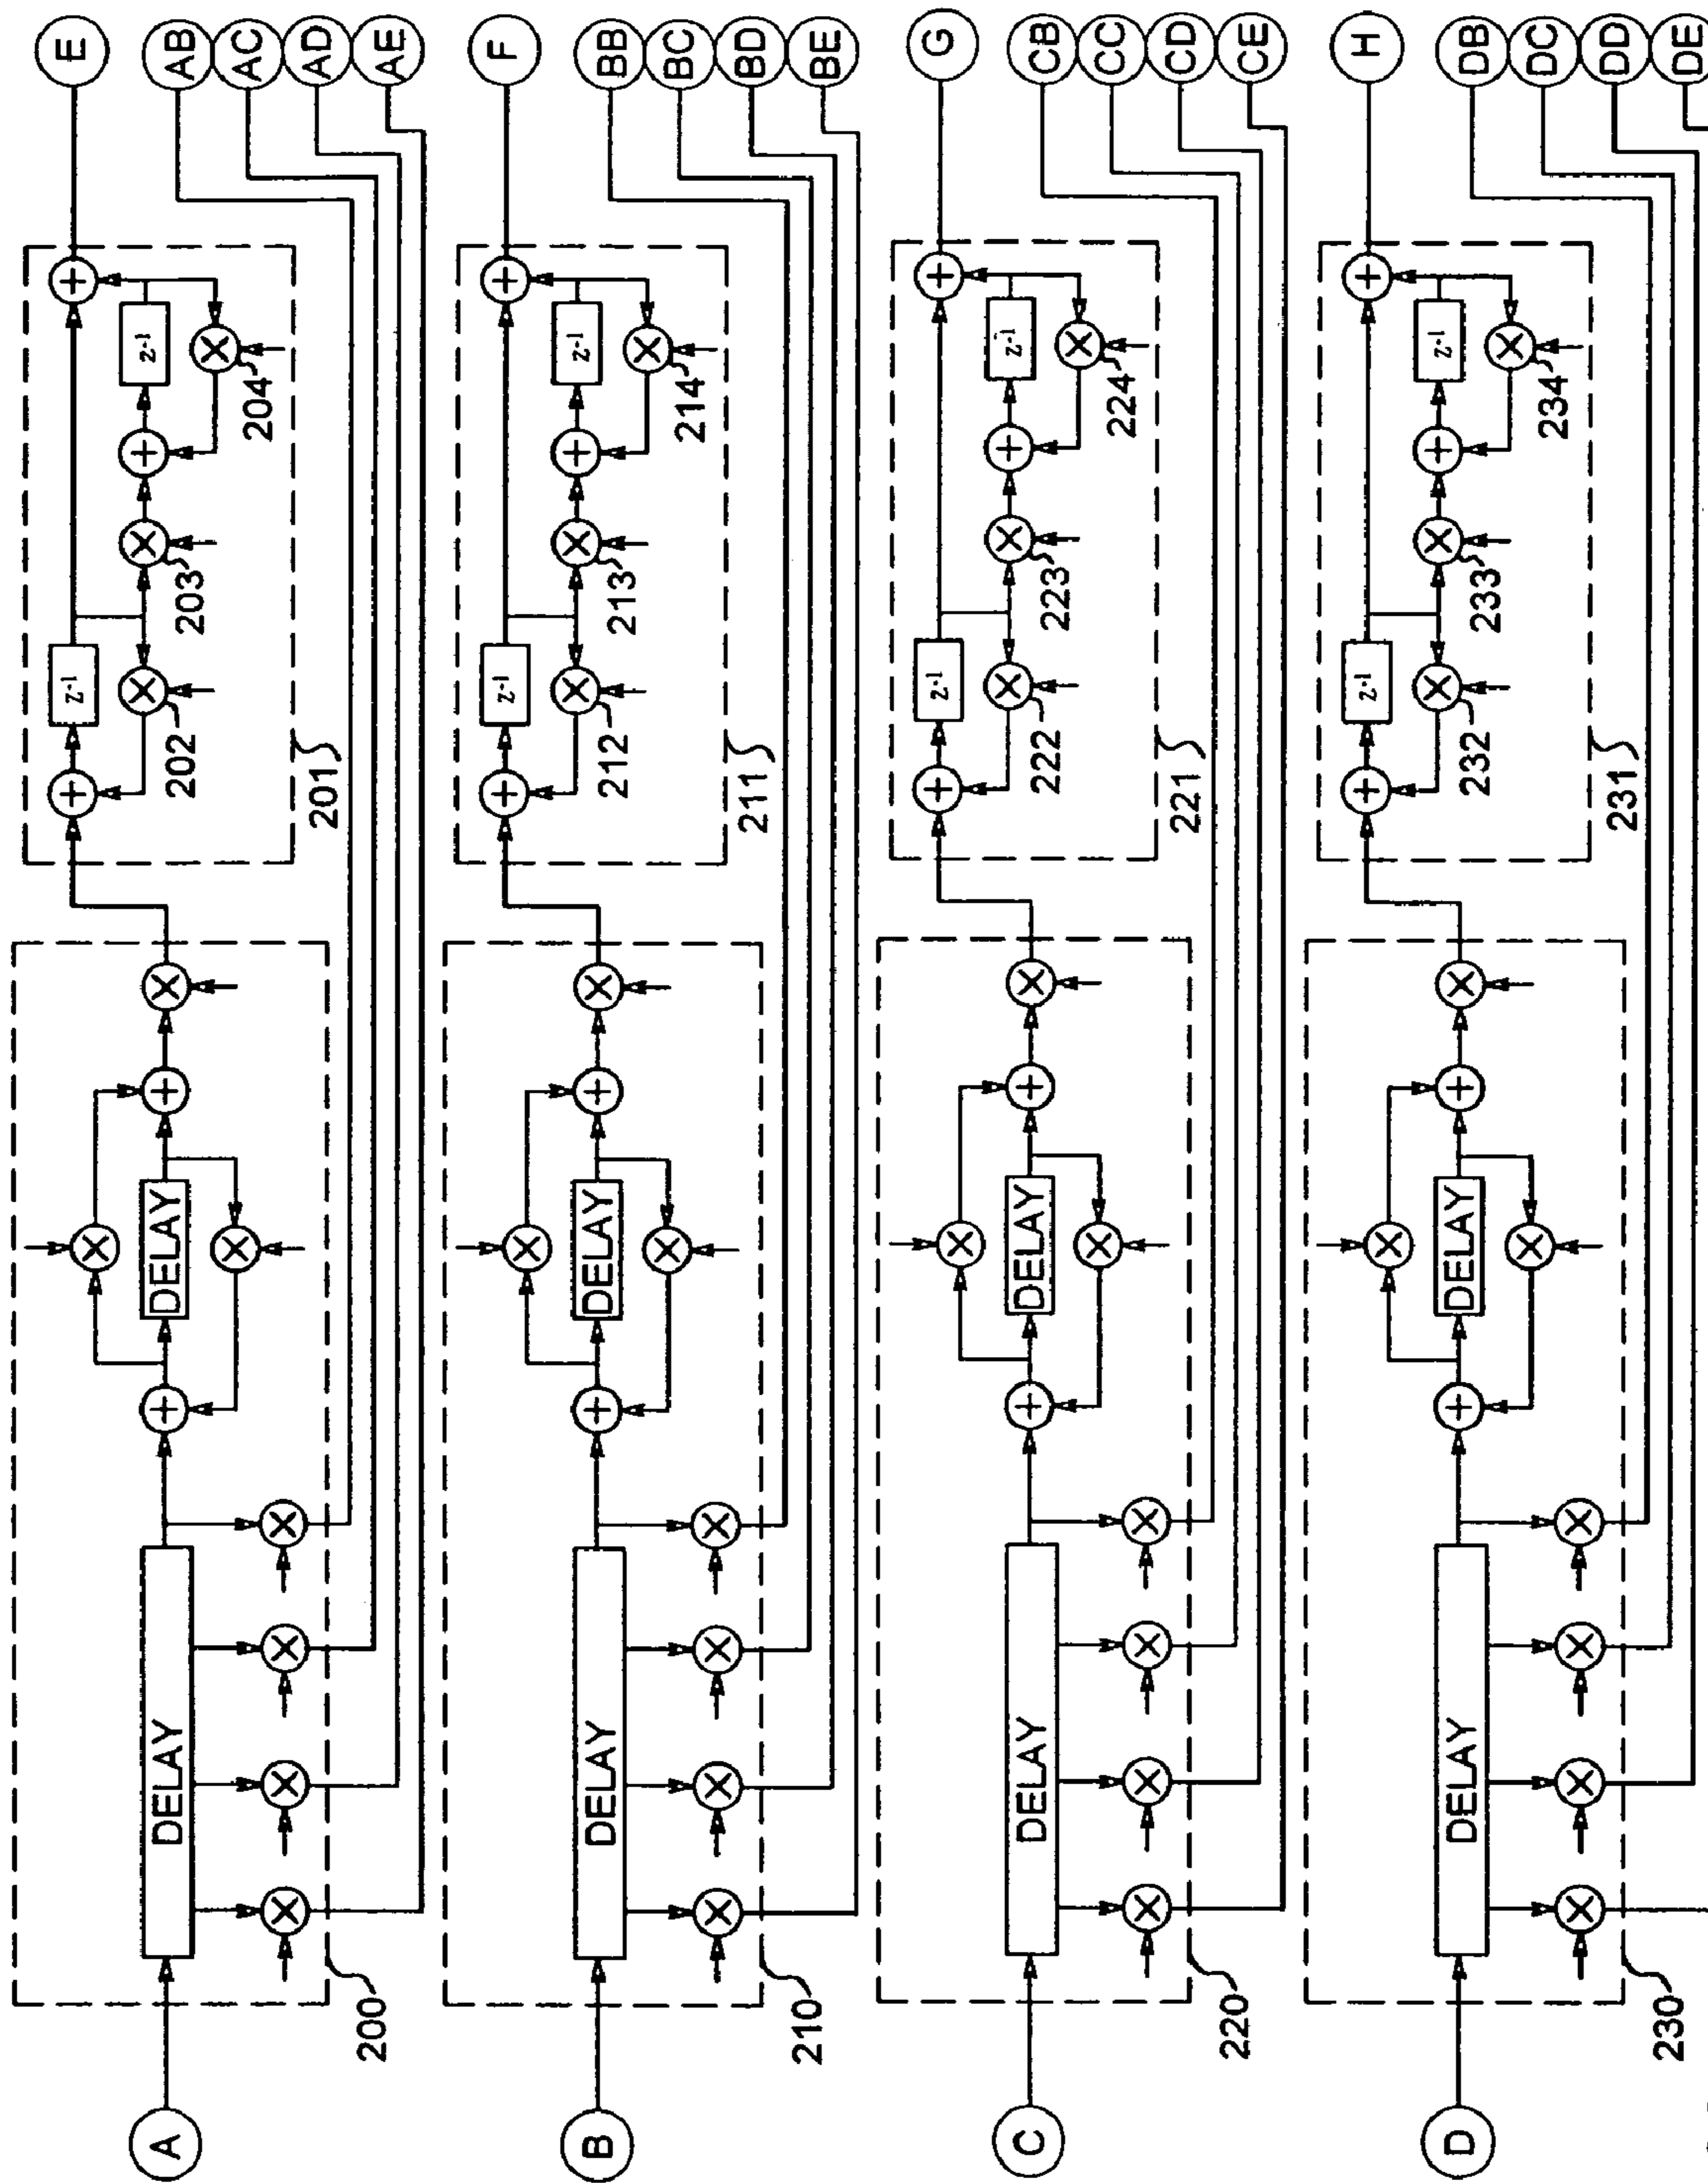 E
AB
AC
AD
AE
z-1
z-1
202
203
204
201
DELAY
DELAY
A
200
F
BB
BC
BD
BE
z-1
z-1
212
213
214
211
DELAY
DELAY
B
210
G
CB
CC
CD
CE
z-1
z-1
222
223
224
221
DELAY
DELAY
C
220
H
DB
DC
DD
DE
z-1
z-1
232
233
234
231
DELAY
DELAY
D
230